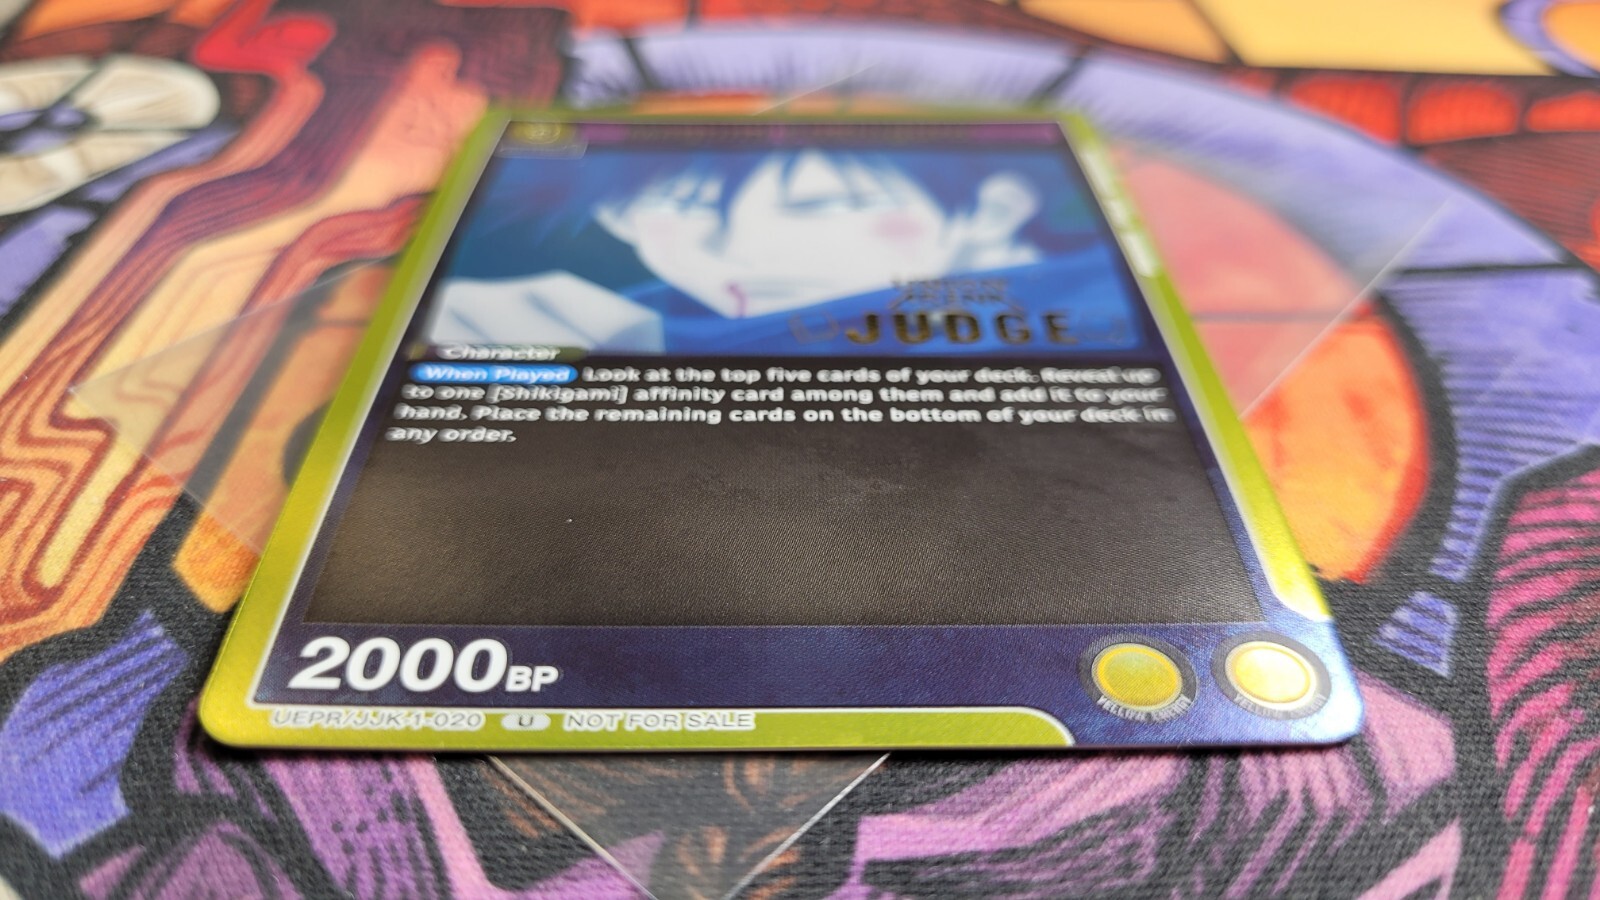 JUDGE
Character
When Played Look at the top five cards of your deck. Reveal up
to one [Shikigami] affinity card among them and add it to your
hand. Place the remaining cards on the bottom of your deck in
any order.
2000BP
YELLOW ENERGY
UEPR/JJK-1-020 U NOT FOR SALE